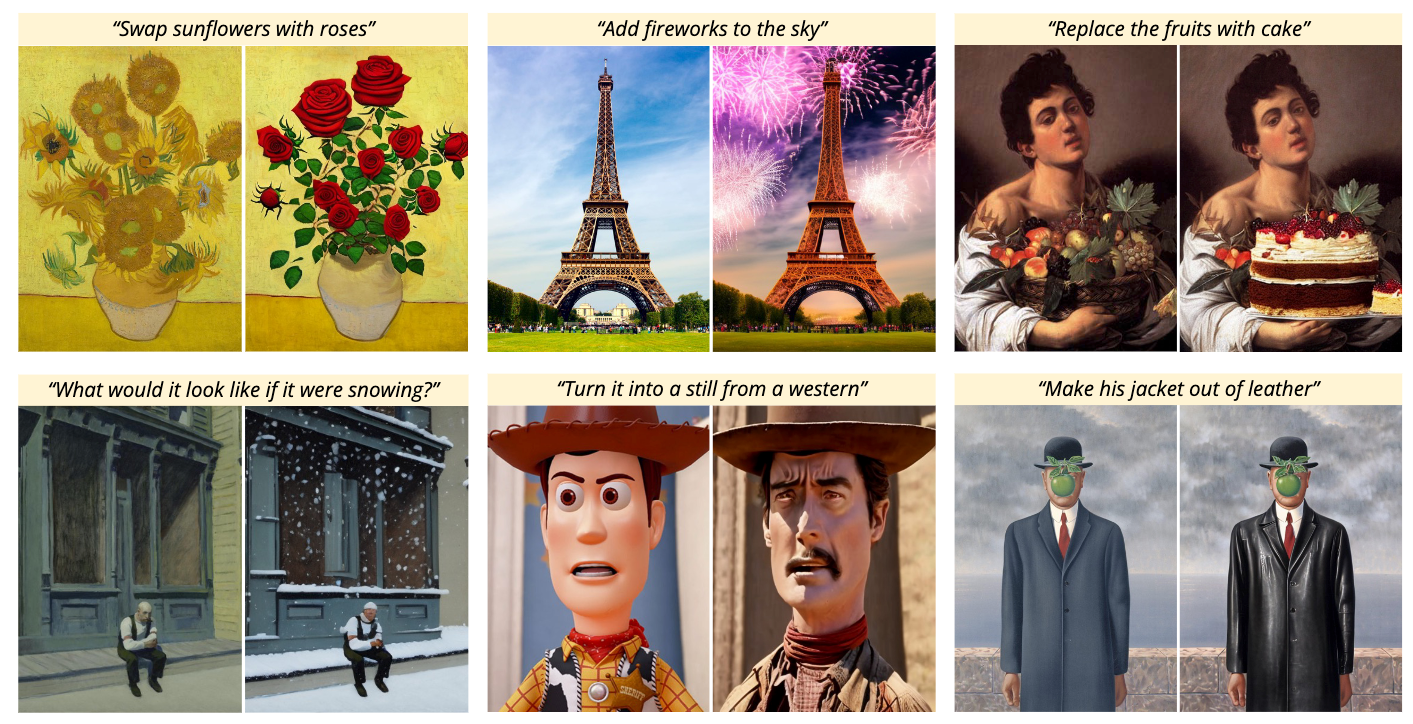 “Swap sunflowers with roses”
“Add fireworks to the sky”
“Replace the fruits with cake”
“What would it look like if it were snowing?”
“Turn it into a still from a western”
“Make his jacket out of leather”